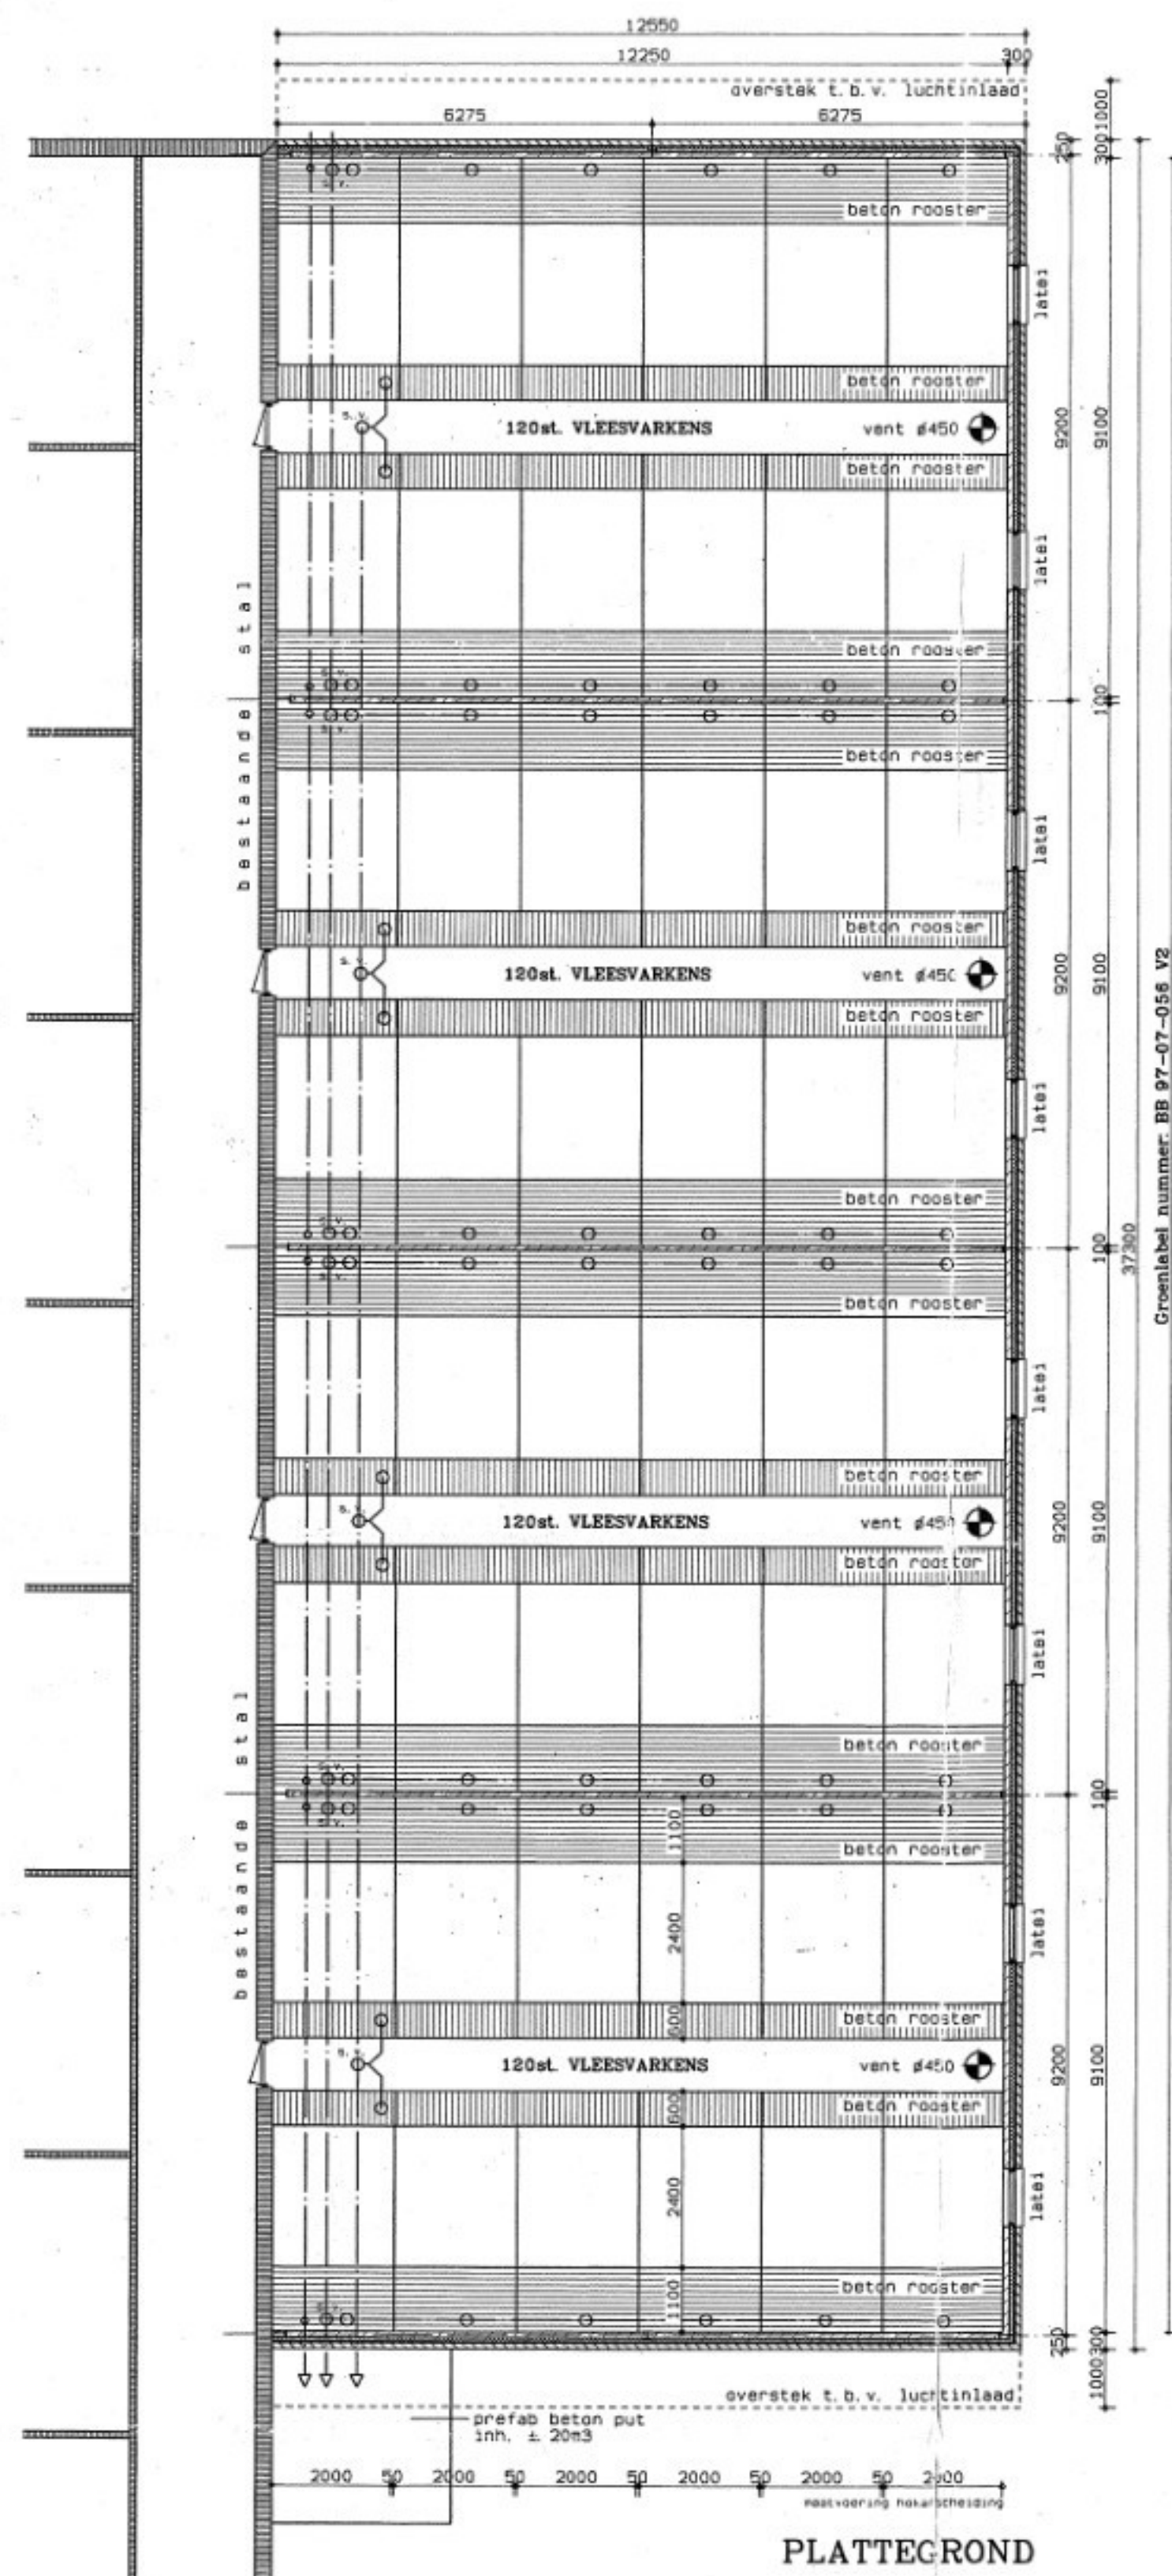 12550
12250 300
overstek t.b.v. luchtinlaad
6275 6275
250 300 1000
s.v.
beton rooster
latei
beton rooster
s.v. 120st. VLEESVARKENS vent ø450
beton rooster
9200 9100
latei
bestaande stal
beton rooster
s.v.
100
s.v.
beton rooster
latei
beton rooster
s.v. 120st. VLEESVARKENS vent ø450
beton rooster
9200 9100
Groenlabel nummer: BB 97-07-056 V2
latei
beton rooster
s.v.
100
37300
s.v.
beton rooster
latei
beton rooster
s.v. 120st. VLEESVARKENS vent ø450
beton rooster
9200 9100
latei
bestaande stal
beton rooster
s.v.
100
s.v.
1100
beton rooster
2400
latei
600
beton rooster
s.v. 120st. VLEESVARKENS vent ø450
600
beton rooster
9200 9100
2400
latei
1100
beton rooster
s.v.
250 1000 300
overstek t.b.v. luchtinlaad
prefab beton put
inh. ± 20m3
2000 50 2000 50 2000 50 2000 50 2000 50 2000
maatvoering hokafscheiding
PLATTEGROND